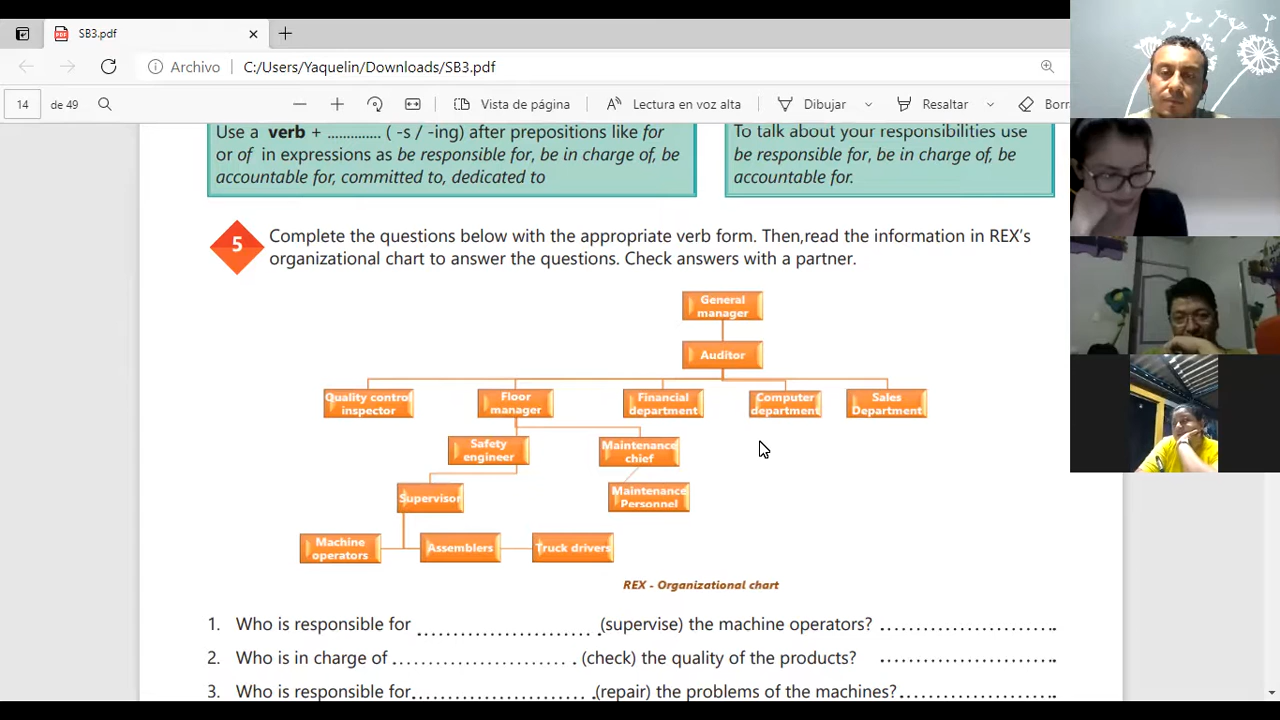 SB3.pdf
Archivo
C:/Users/Yaquelin/Downloads/SB3.pdf
14 de 49
Vista de página
Lectura en voz alta
Dibujar
Resaltar
Borr
Use a verb + ............. ( -s / -ing) after prepositions like for
or of in expressions as be responsible for, be in charge of, be
accountable for, committed to, dedicated to
To talk about your responsibilities use
be responsible for, be in charge of, be
accountable for.
5
Complete the questions below with the appropriate verb form. Then,read the information in REX's
organizational chart to answer the questions. Check answers with a partner.
General
manager
Auditor
Quality control
inspector
Floor
manager
Financial
department
Computer
department
Sales
Department
Safety
engineer
Maintenance
chief
Supervisor
Maintenance
Personnel
Machine
operators
Assemblers
Truck drivers
REX - Organizational chart
1. Who is responsible for ........................ (supervise) the machine operators? ........................
2. Who is in charge of ........................ (check) the quality of the products? ........................
3. Who is responsible for........................ (repair) the problems of the machines?........................